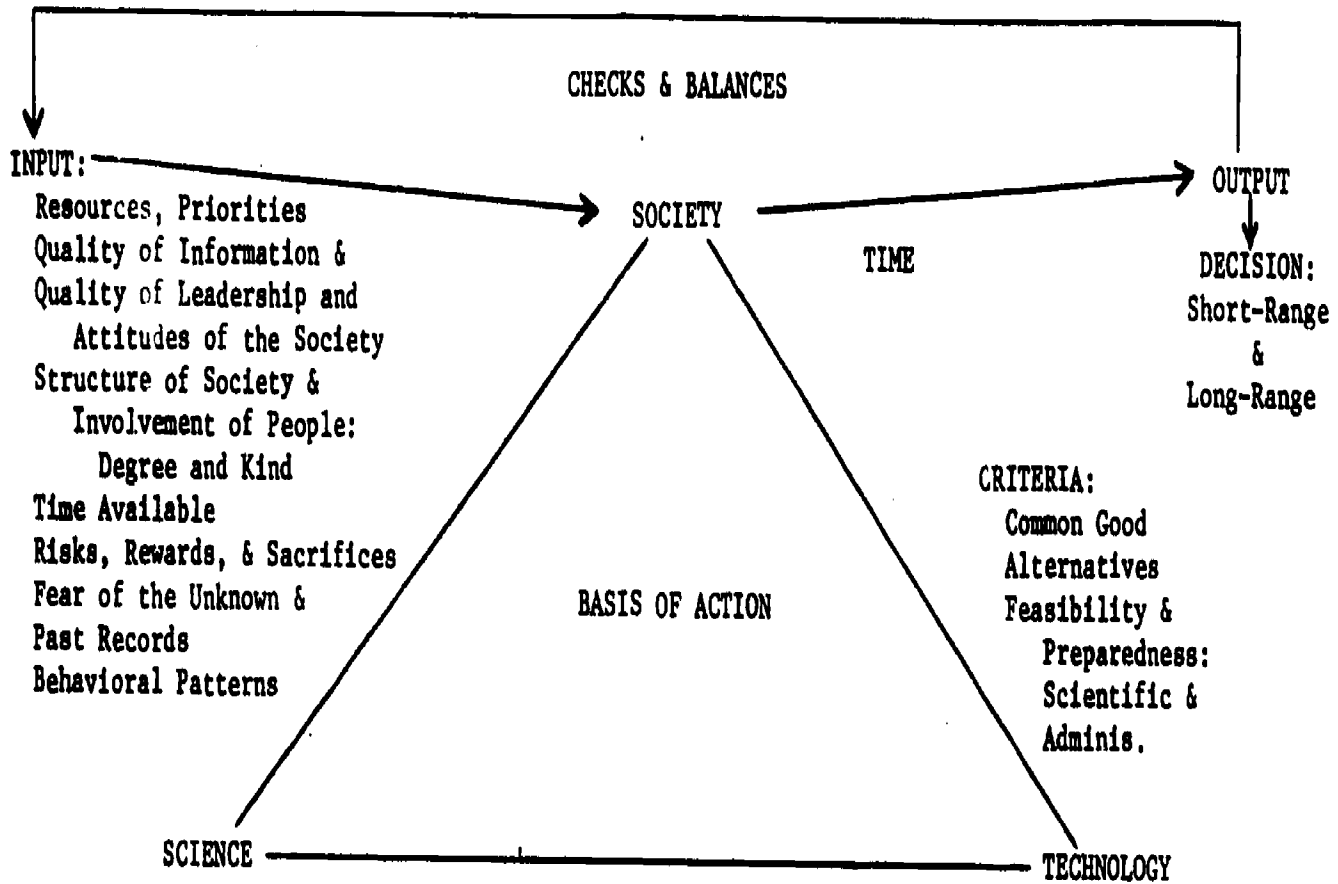 CHECKS & BALANCES
INPUT:
Resources, Priorities
Quality of Information &
Quality of Leadership and
Attitudes of the Society
Structure of Society &
Involvement of People:
Degree and Kind
Time Available
Risks, Rewards, & Sacrifices
Fear of the Unknown &
Past Records
Behavioral Patterns
SOCIETY
TIME
OUTPUT
DECISION:
Short-Range
&
Long-Range
CRITERIA:
Common Good
Alternatives
Feasibility &
Preparedness:
Scientific &
Adminis.
BASIS OF ACTION
SCIENCE
TECHNOLOGY